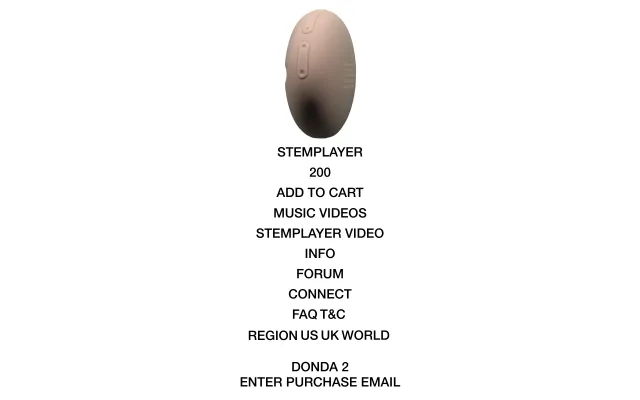 STEMPLAYER
200
ADD TO CART
MUSIC VIDEOS
STEMPLAYER VIDEO
INFO
FORUM
CONNECT
FAQ T&C
REGION US UK WORLD
DONDA 2
ENTER PURCHASE EMAIL